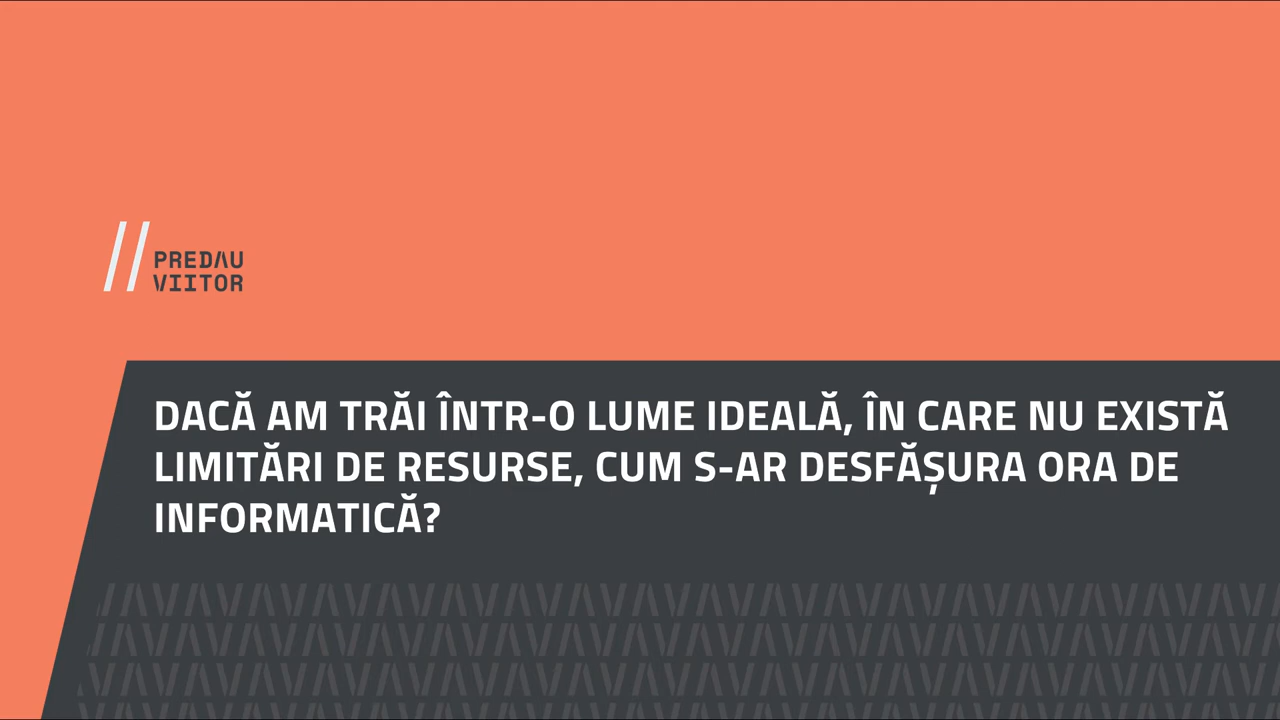 PREDAU
VIITOR
DACĂ AM TRĂI ÎNTR-O LUME IDEALĂ, ÎN CARE NU EXISTĂ
LIMITĂRI DE RESURSE, CUM S-AR DESFĂȘURA ORA DE
INFORMATICĂ?